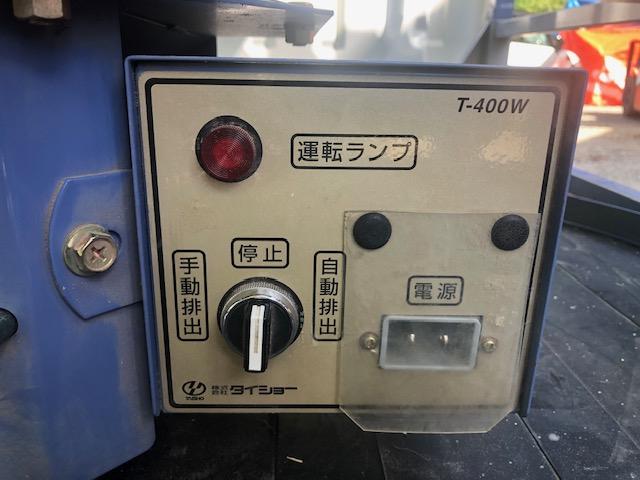 T-400W
運転ランプ
停止
手動排出
自動排出
電源
TAISHO
株式会社 タイショー